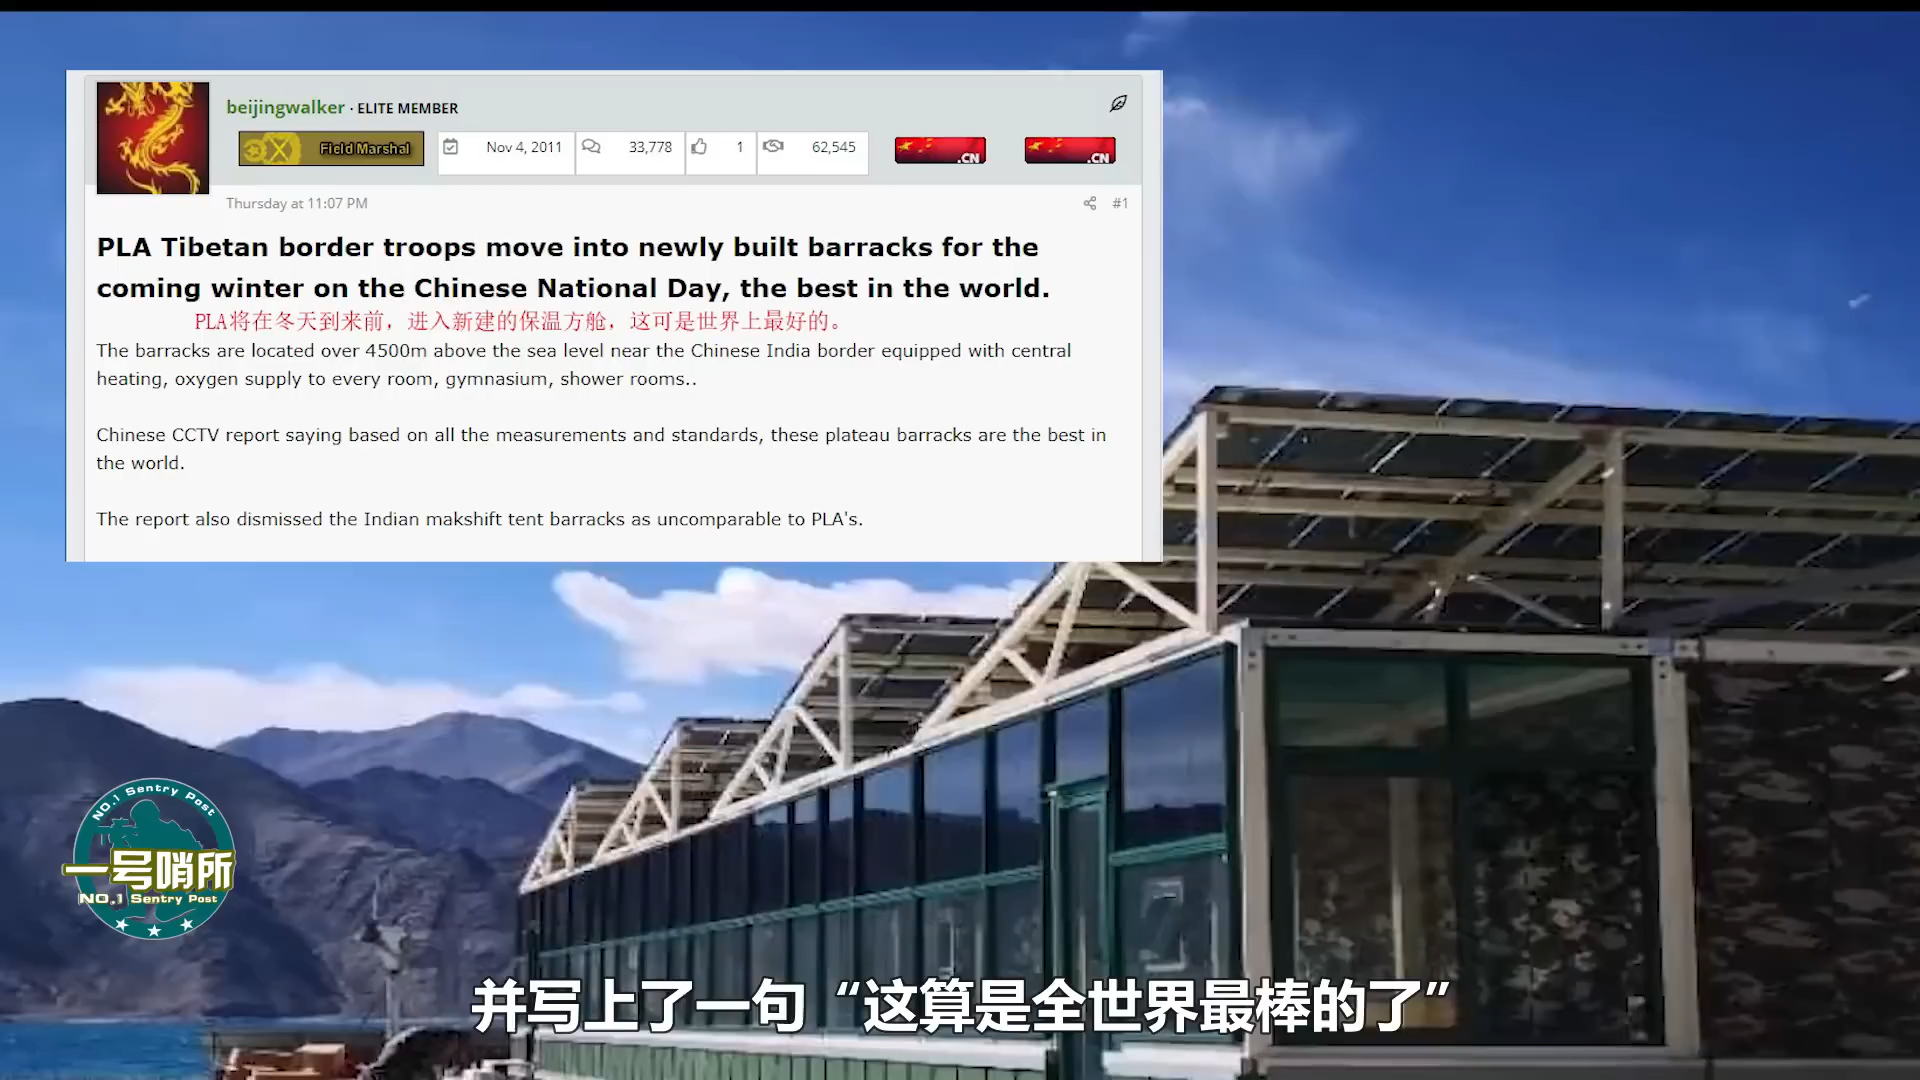 beijingwalker · ELITE MEMBER
Field Marshal
Nov 4, 2011
33,778
1
62,545
.CN
.CN
Thursday at 11:07 PM
#1
PLA Tibetan border troops move into newly built barracks for the
coming winter on the Chinese National Day, the best in the world.
PLA将在冬天到来前，进入新建的保温方舱，这可是世界上最好的。
The barracks are located over 4500m above the sea level near the Chinese India border equipped with central
heating, oxygen supply to every room, gymnasium, shower rooms..
Chinese CCTV report saying based on all the measurements and standards, these plateau barracks are the best in
the world.
The report also dismissed the Indian makshift tent barracks as uncomparable to PLA's.
NO.1 Sentry Post
一号哨所
NO.1 Sentry Post
并写上了一句“这算是全世界最棒的了”